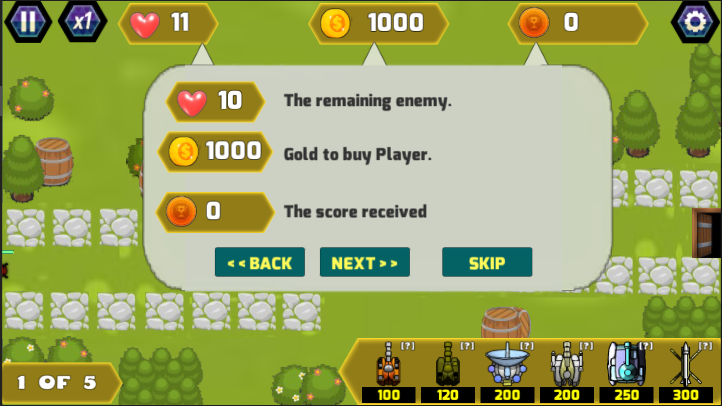 x1
11
1000
0
10
The remaining enemy.
1000
Gold to buy Player.
0
The score received
<< BACK
NEXT >>
SKIP
1 OF 5
[?] [?] [?] [?] [?] [?]
100 120 200 200 250 300